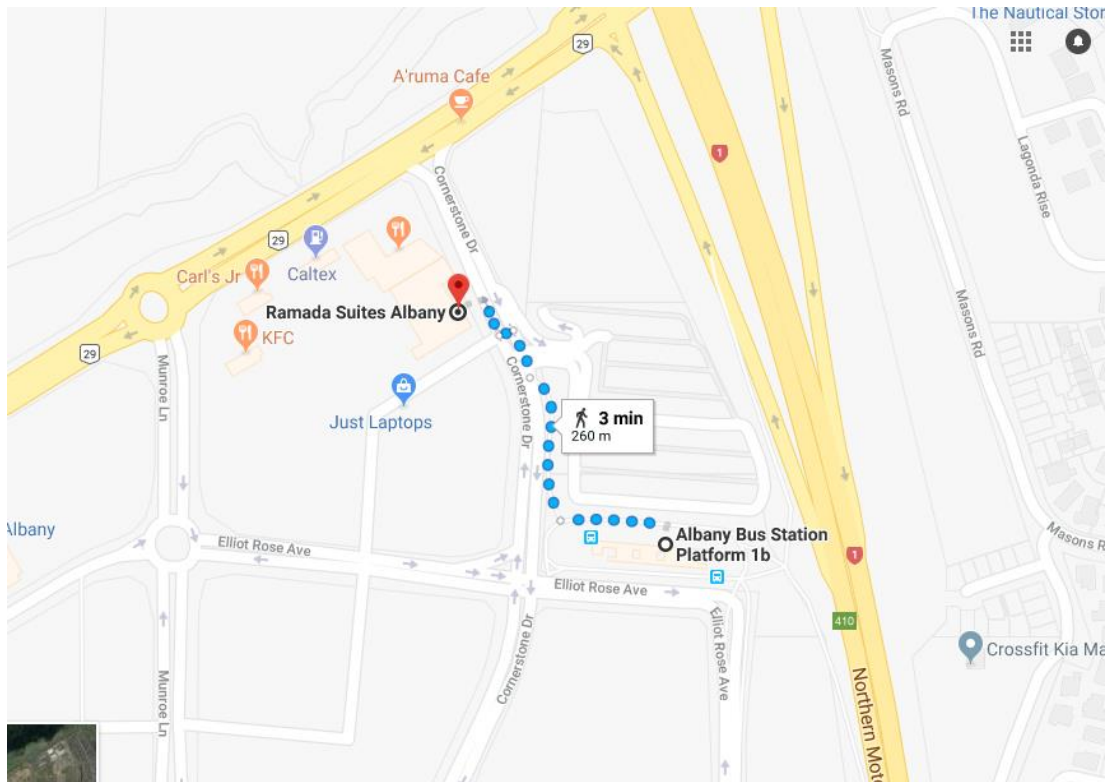 The Nautical Stor
29
Masons Rd
A'ruma Cafe
1
Lagonda Rise
Cornerstone Dr
29
Carl's Jr
Caltex
Ramada Suites Albany
Masons Rd
KFC
29
Munroe Ln
Cornerstone Dr
3 min
260 m
Just Laptops
Albany
Albany Bus Station
Platform 1b
Masons R
Elliot Rose Ave
1
Elliot Rose Ave
410
Elliot Rose Ave
Cornerstone Dr
Crossfit Kia Ma
Munroe Ln
Northern Moto